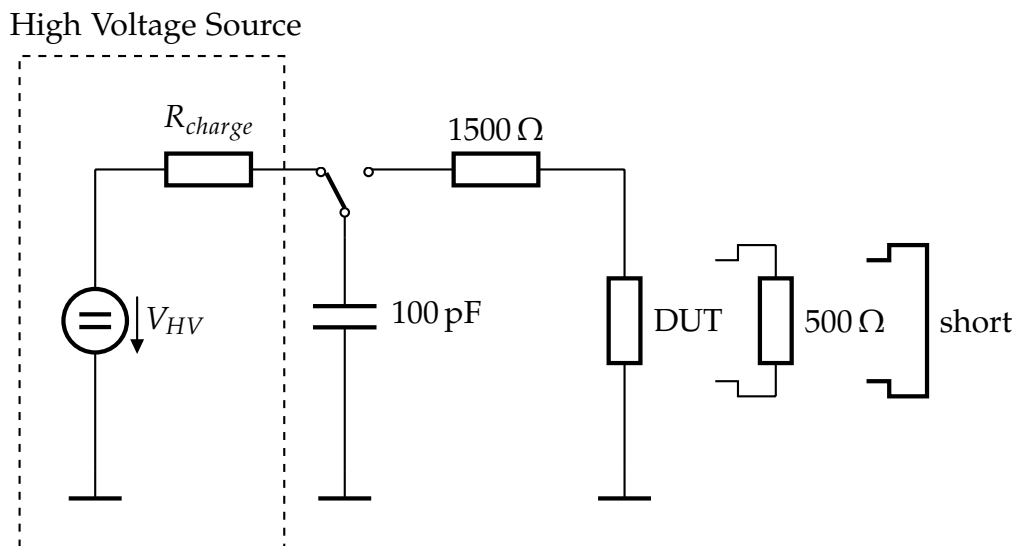 High Voltage Source
R_charge
1500 Ω
V_HV
100 pF
DUT
500 Ω
short